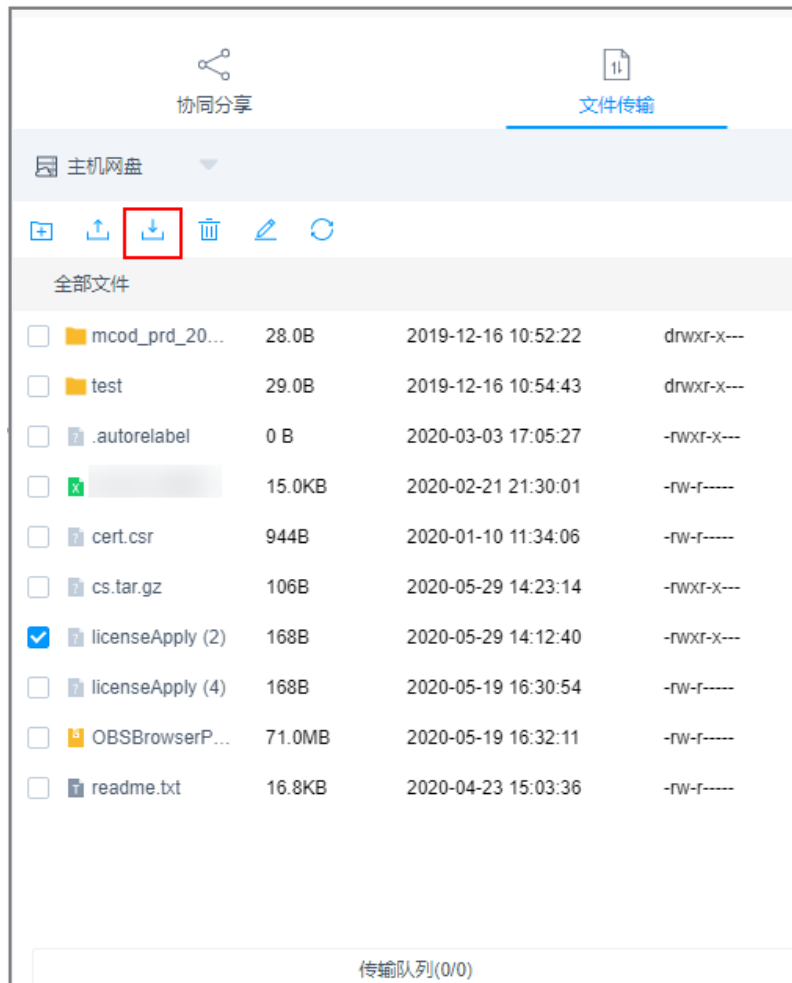 协同分享 文件传输
主机网盘
全部文件
mcod_prd_20... 28.0B 2019-12-16 10:52:22 drwxr-x---
test 29.0B 2019-12-16 10:54:43 drwxr-x---
.autorelabel 0 B 2020-03-03 17:05:27 -rwxr-x---
15.0KB 2020-02-21 21:30:01 -rw-r-----
cert.csr 944B 2020-01-10 11:34:06 -rw-r-----
cs.tar.gz 106B 2020-05-29 14:23:14 -rwxr-x---
licenseApply (2) 168B 2020-05-29 14:12:40 -rwxr-x---
licenseApply (4) 168B 2020-05-19 16:30:54 -rw-r-----
OBSBrowserP... 71.0MB 2020-05-19 16:32:11 -rw-r-----
readme.txt 16.8KB 2020-04-23 15:03:36 -rw-r-----
传输队列(0/0)